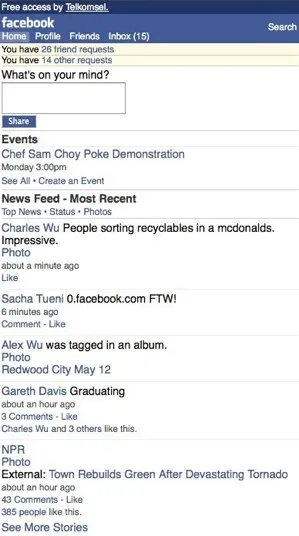 Free access by Telkomsel.
facebook
Search
Home Profile Friends Inbox (15)
You have 26 friend requests
You have 14 other requests
What's on your mind?
Share
Events
Chef Sam Choy Poke Demonstration
Monday 3:00pm
See All • Create an Event
News Feed - Most Recent
Top News • Status • Photos
Charles Wu People sorting recyclables in a mcdonalds.
Impressive.
Photo
about a minute ago
Like
Sacha Tueni 0.facebook.com FTW!
6 minutes ago
Comment - Like
Alex Wu was tagged in an album.
Photo
Redwood City May 12
Gareth Davis Graduating
about an hour ago
3 Comments - Like
Charles Wu and 3 others like this.
NPR
Photo
External: Town Rebuilds Green After Devastating Tornado
about an hour ago
43 Comments - Like
385 people like this.
See More Stories